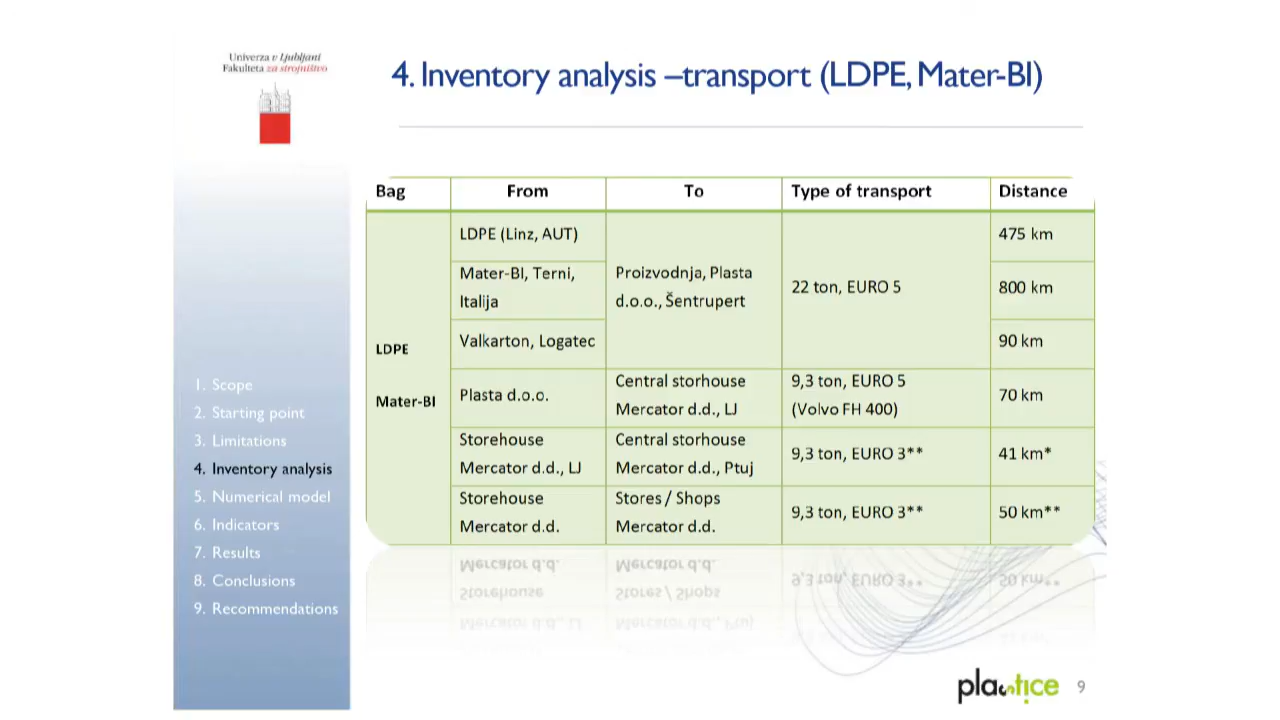 Univerza v Ljubljani
Fakulteta za strojništvo
4. Inventory analysis –transport (LDPE, Mater-BI)
Bag From To Type of transport Distance
LDPE
Mater-BI
LDPE (Linz, AUT)
Mater-BI, Terni,
Italija
Valkarton, Logatec
Proizvodnja, Plasta
d.o.o., Šentrupert
22 ton, EURO 5
475 km
800 km
90 km
Plasta d.o.o.
Central storhouse
Mercator d.d., LJ
9,3 ton, EURO 5
(Volvo FH 400)
70 km
Storehouse
Mercator d.d., LJ
Central storhouse
Mercator d.d., Ptuj
9,3 ton, EURO 3**
41 km*
Storehouse
Mercator d.d.
Stores / Shops
Mercator d.d.
9,3 ton, EURO 3**
50 km**
1. Scope
2. Starting point
3. Limitations
4. Inventory analysis
5. Numerical model
6. Indicators
7. Results
8. Conclusions
9. Recommendations
plastice
9